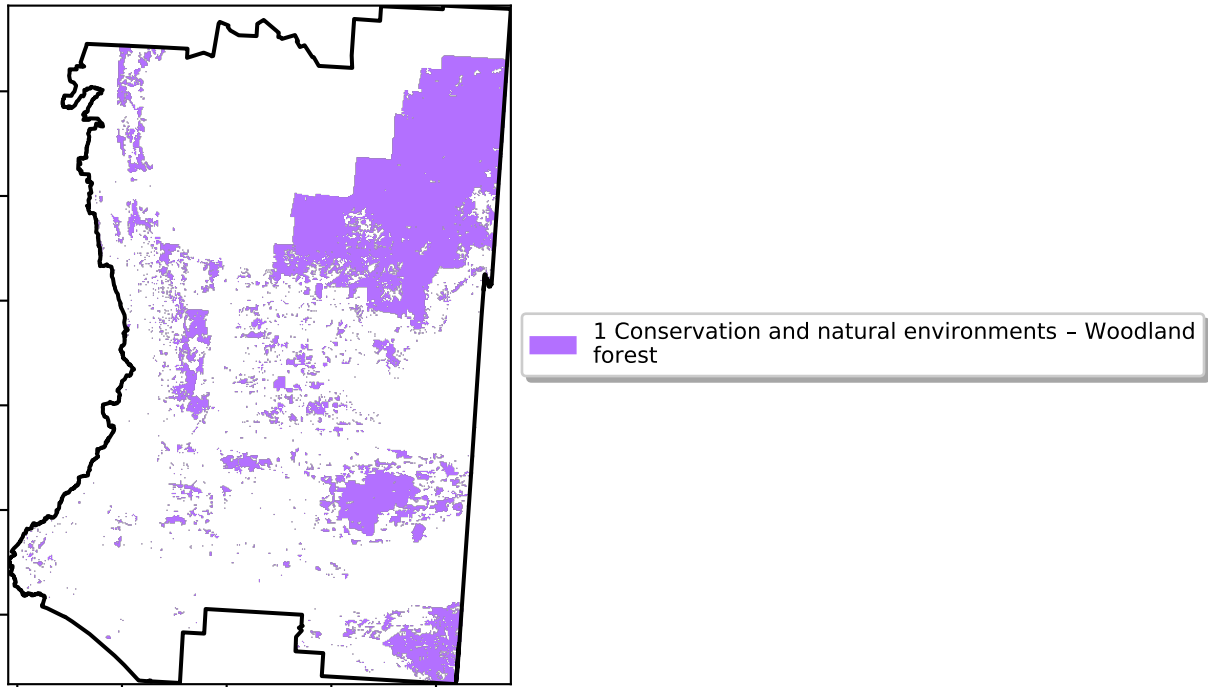 1 Conservation and natural environments – Woodland
forest